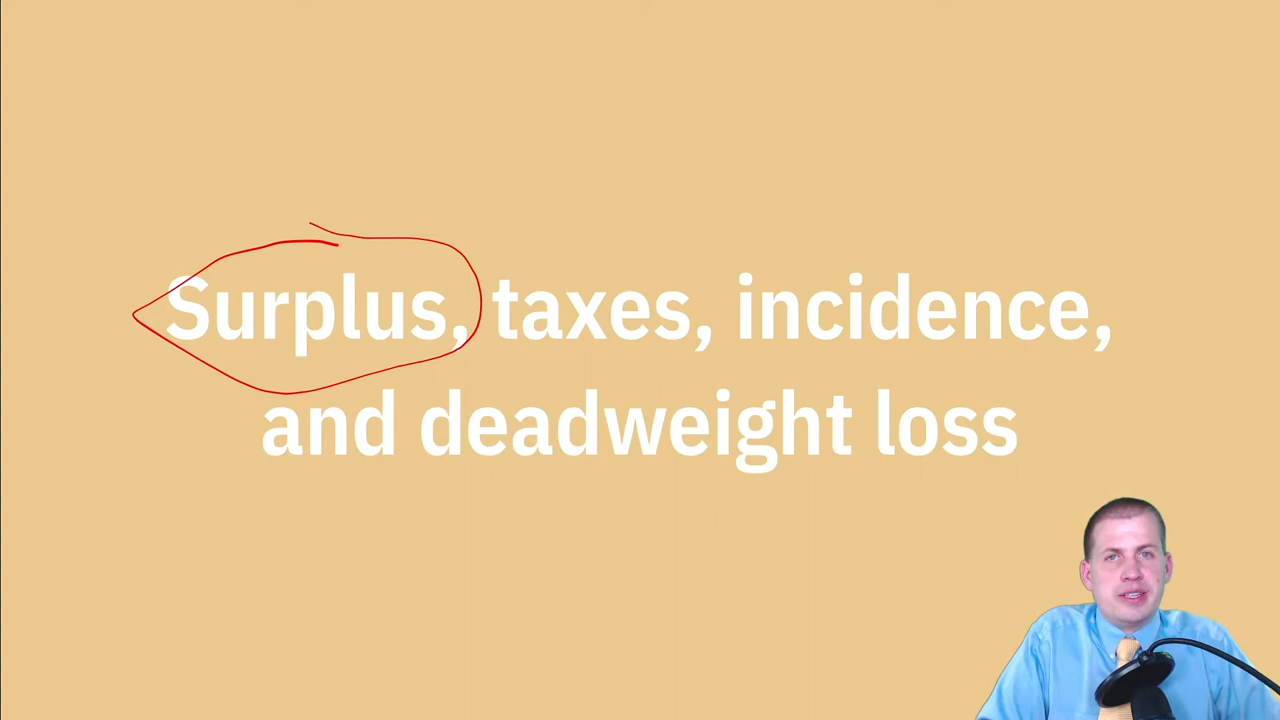 Surplus, taxes, incidence,
and deadweight loss